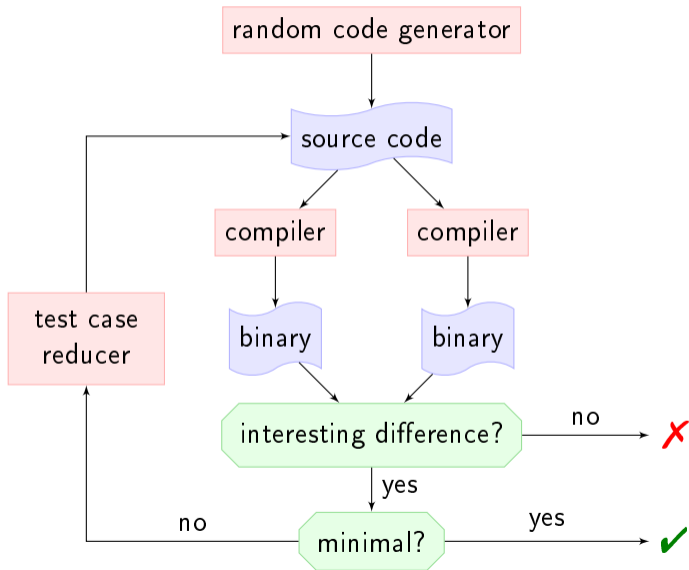 random code generator
source code
compiler
compiler
test case
reducer
binary
binary
interesting difference?
no
yes
no
minimal?
yes